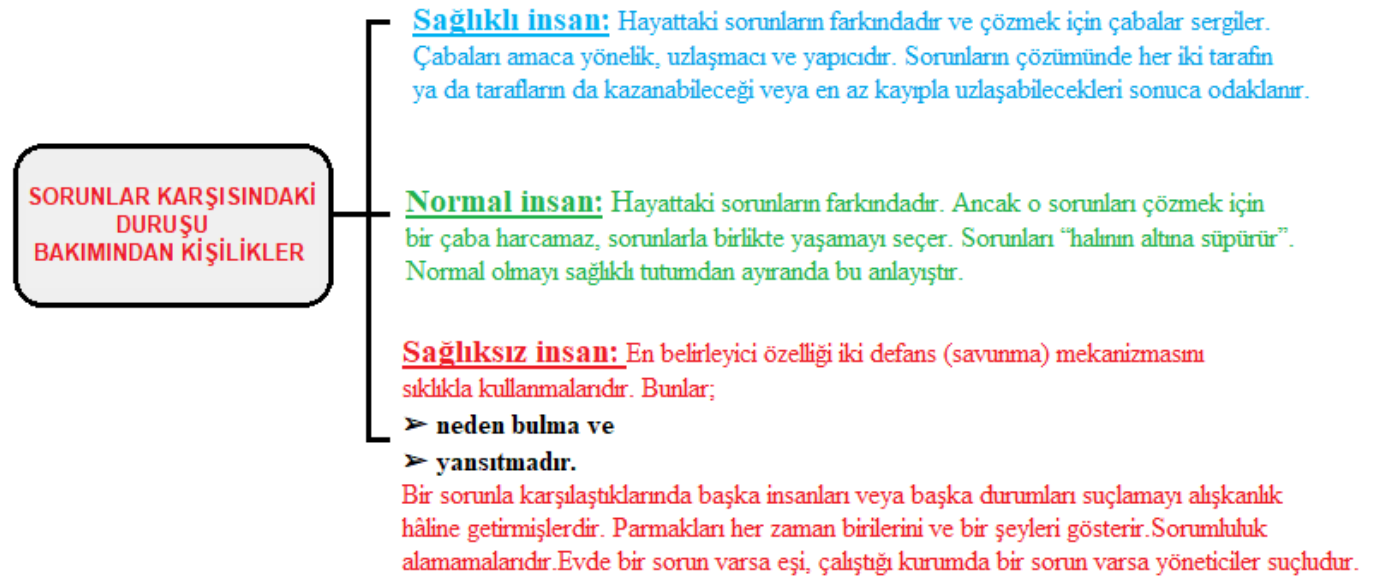 SORUNLAR KARŞISINDAKİ
DURUŞU
BAKIMINDAN KİŞİLİKLER
Sağlıklı insan: Hayattaki sorunların farkındadır ve çözmek için çabalar sergiler.
Çabaları amaca yönelik, uzlaşmacı ve yapıcıdır. Sorunların çözümünde her iki tarafın
ya da tarafların da kazanabileceği veya en az kayıpla uzlaşabilecekleri sonuca odaklanır.
Normal insan: Hayattaki sorunların farkındadır. Ancak o sorunları çözmek için
bir çaba harcamaz, sorunlarla birlikte yaşamayı seçer. Sorunları “halının altına süpürür”.
Normal olmayı sağlıklı tutumdan ayıranda bu anlayıştır.
Sağlıksız insan: En belirleyici özelliği iki defans (savunma) mekanizmasını
sıklıkla kullanmalarıdır. Bunlar;
➢ neden bulma ve
➢ yansıtmadır.
Bir sorunla karşılaştıklarında başka insanları veya başka durumları suçlamayı alışkanlık
hâline getirmişlerdir. Parmakları her zaman birilerini ve bir şeyleri gösterir.Sorumluluk
alamamalarıdır.Evde bir sorun varsa eşi, çalıştığı kurumda bir sorun varsa yöneticiler suçludur.